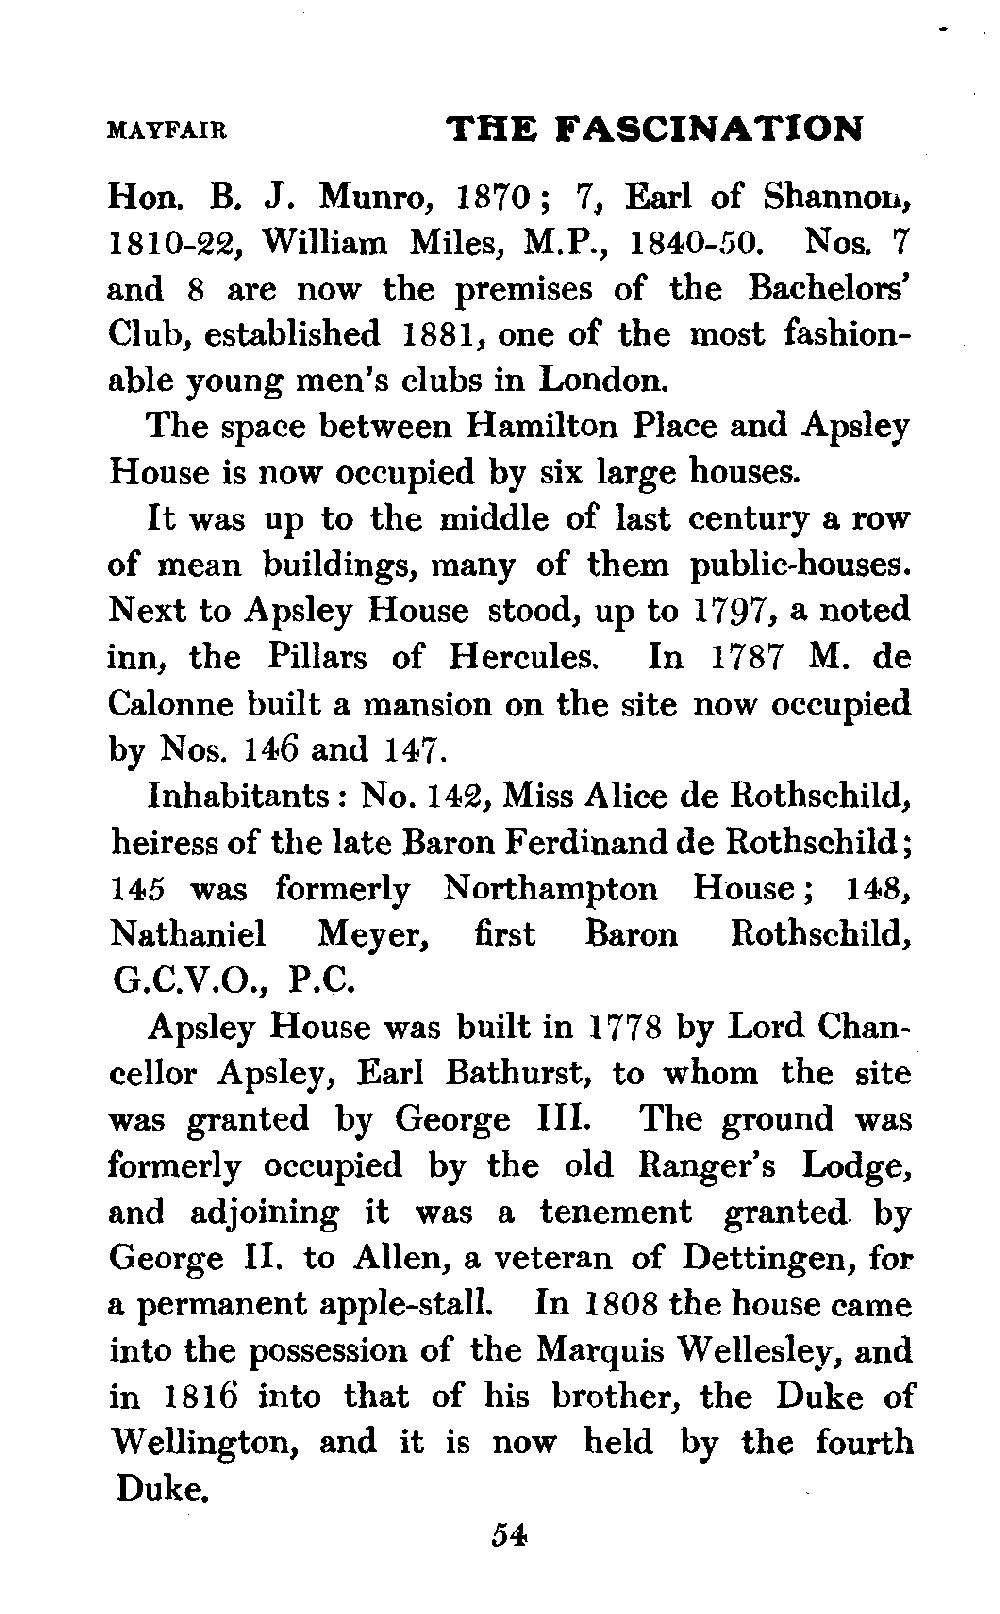 MAYFAIR THE FASCINATION
Hon. B. J. Munro, 1870; 7, Earl of Shannon,
1810-22, William Miles, M.P., 1840-50. Nos. 7
and 8 are now the premises of the Bachelors'
Club, established 1881, one of the most fashion-
able young men's clubs in London.
The space between Hamilton Place and Apsley
House is now occupied by six large houses.
It was up to the middle of last century a row
of mean buildings, many of them public-houses.
Next to Apsley House stood, up to 1797, a noted
inn, the Pillars of Hercules. In 1787 M. de
Calonne built a mansion on the site now occupied
by Nos. 146 and 147.
Inhabitants: No. 142, Miss Alice de Rothschild,
heiress of the late Baron Ferdinand de Rothschild;
145 was formerly Northampton House; 148,
Nathaniel Meyer, first Baron Rothschild,
G.C.V.O., P.C.
Apsley House was built in 1778 by Lord Chan-
cellor Apsley, Earl Bathurst, to whom the site
was granted by George III. The ground was
formerly occupied by the old Ranger's Lodge,
and adjoining it was a tenement granted by
George II. to Allen, a veteran of Dettingen, for
a permanent apple-stall. In 1808 the house came
into the possession of the Marquis Wellesley, and
in 1816 into that of his brother, the Duke of
Wellington, and it is now held by the fourth
Duke.
54